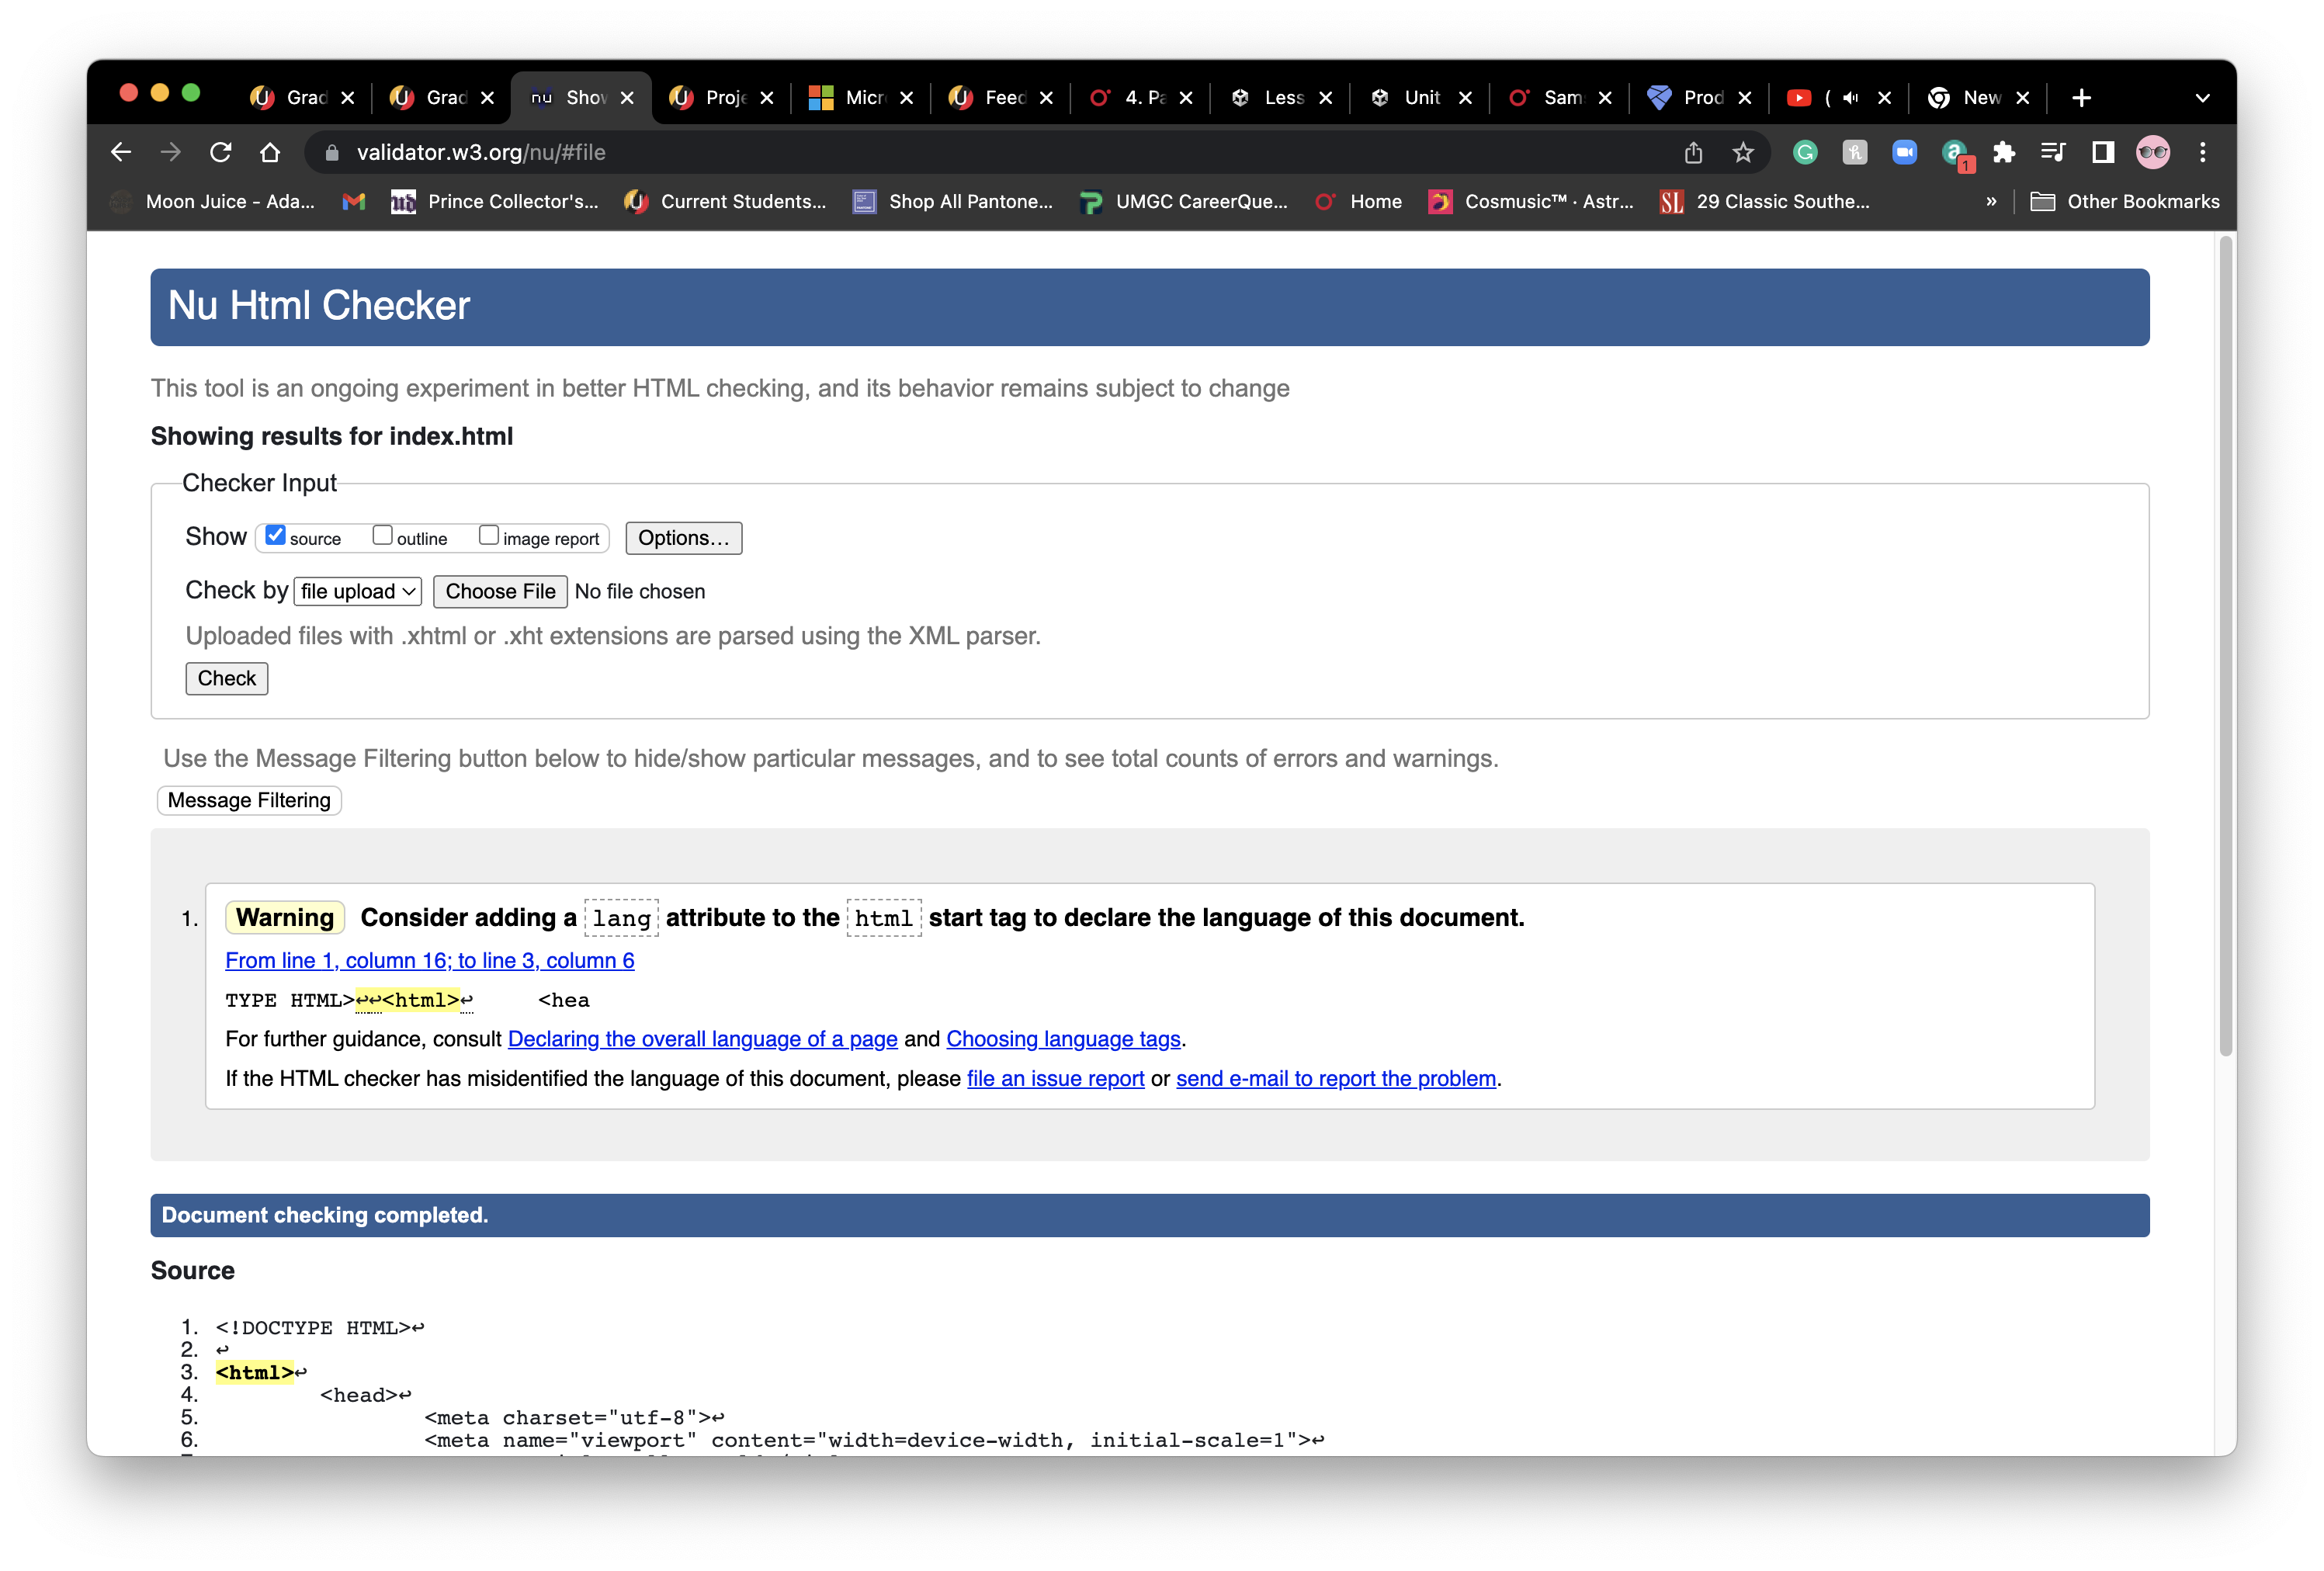 Grad
Grad
nu Show
Proje
Micr
Feed
4. Pa
Less
Unit
Sam
Prod
(
New
validator.w3.org/nu/#file
1
Moon Juice - Ada...
Prince Collector's...
Current Students...
Shop All Pantone...
UMGC CareerQue...
Home
Cosmusic™ · Astr...
SL 29 Classic Southe...
»
Other Bookmarks
Nu Html Checker
This tool is an ongoing experiment in better HTML checking, and its behavior remains subject to change
Showing results for index.html
Checker Input
Show source outline image report Options...
Check by file upload Choose File No file chosen
Uploaded files with .xhtml or .xht extensions are parsed using the XML parser.
Check
Use the Message Filtering button below to hide/show particular messages, and to see total counts of errors and warnings.
Message Filtering
1. Warning Consider adding a lang attribute to the html start tag to declare the language of this document.
From line 1, column 16; to line 3, column 6
TYPE HTML>↩↩<html>↩ <hea
For further guidance, consult Declaring the overall language of a page and Choosing language tags.
If the HTML checker has misidentified the language of this document, please file an issue report or send e-mail to report the problem.
Document checking completed.
Source
1. <!DOCTYPE HTML>↩
2. ↩
3. <html>↩
4. <head>↩
5. <meta charset="utf-8">↩
6. <meta name="viewport" content="width=device-width, initial-scale=1">↩